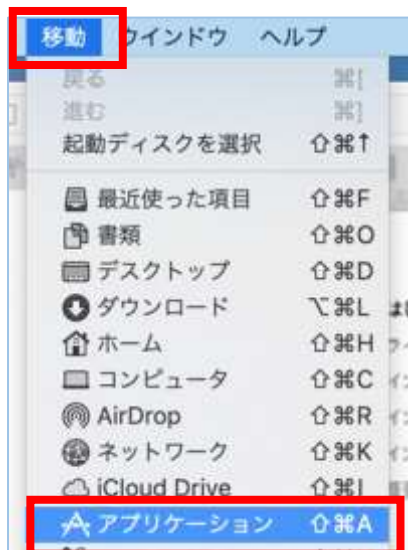 移動 ウインドウ ヘルプ
戻る ⌘[
進む ⌘]
起動ディスクを選択 ⇧⌘↑
最近使った項目 ⇧⌘F
書類 ⇧⌘O
デスクトップ ⇧⌘D
ダウンロード ⌥⌘L
ホーム ⇧⌘H
コンピュータ ⇧⌘C
AirDrop ⇧⌘R
ネットワーク ⇧⌘K
iCloud Drive ⇧⌘I
アプリケーション ⇧⌘A